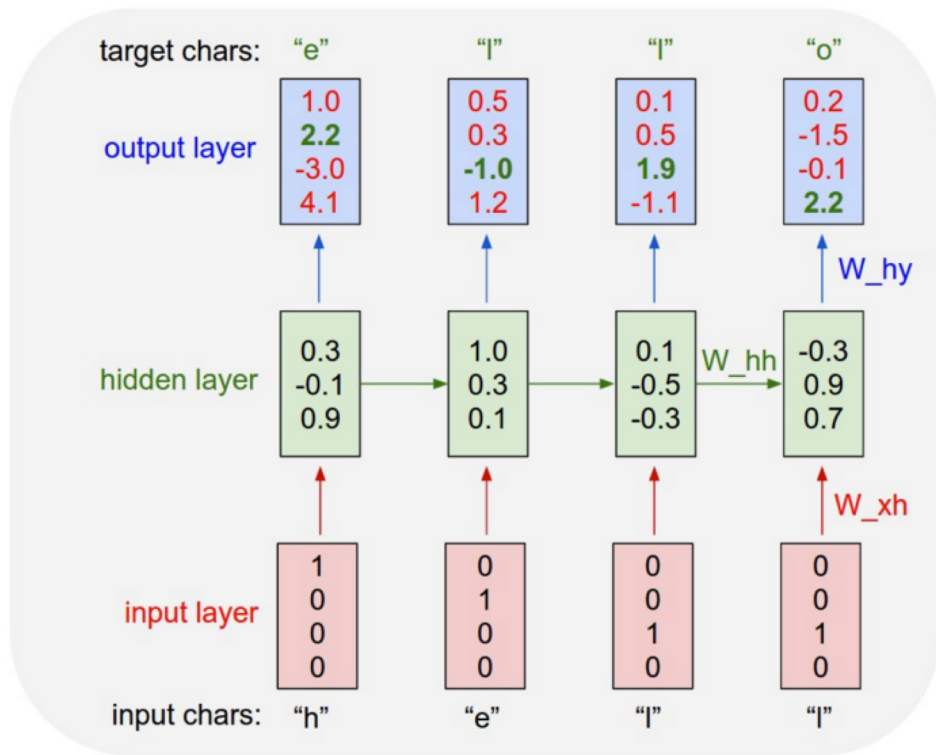 target chars: “e” “l” “l” “o”
output layer
1.0 0.5 0.1 0.2
2.2 0.3 0.5 -1.5
-3.0 -1.0 1.9 -0.1
4.1 1.2 -1.1 2.2
W_hy
hidden layer
0.3 1.0 0.1 -0.3
-0.1 0.3 -0.5 0.9
0.9 0.1 -0.3 0.7
W_hh
W_xh
input layer
1 0 0 0
0 1 0 0
0 0 1 1
0 0 0 0
input chars: “h” “e” “l” “l”